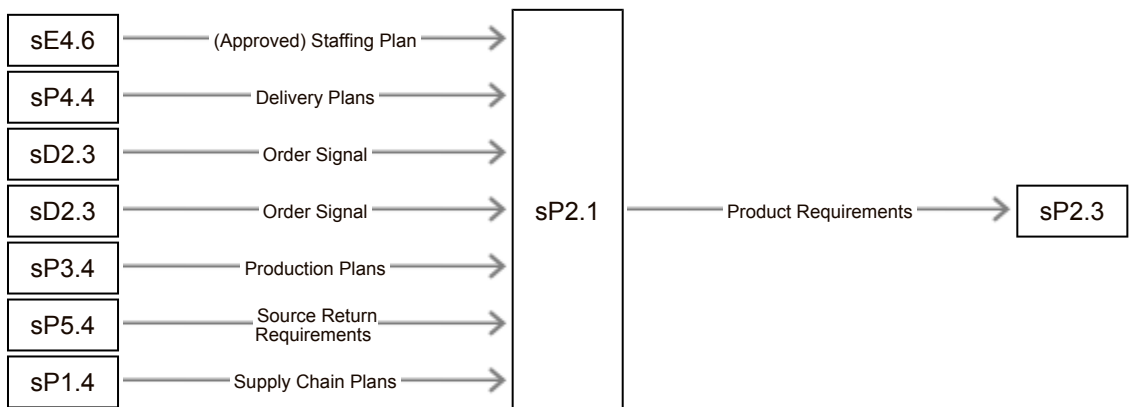 sE4.6
(Approved) Staffing Plan
sP4.4
Delivery Plans
sD2.3
Order Signal
sD2.3
Order Signal
sP2.1
Product Requirements
sP2.3
sP3.4
Production Plans
sP5.4
Source Return
Requirements
sP1.4
Supply Chain Plans